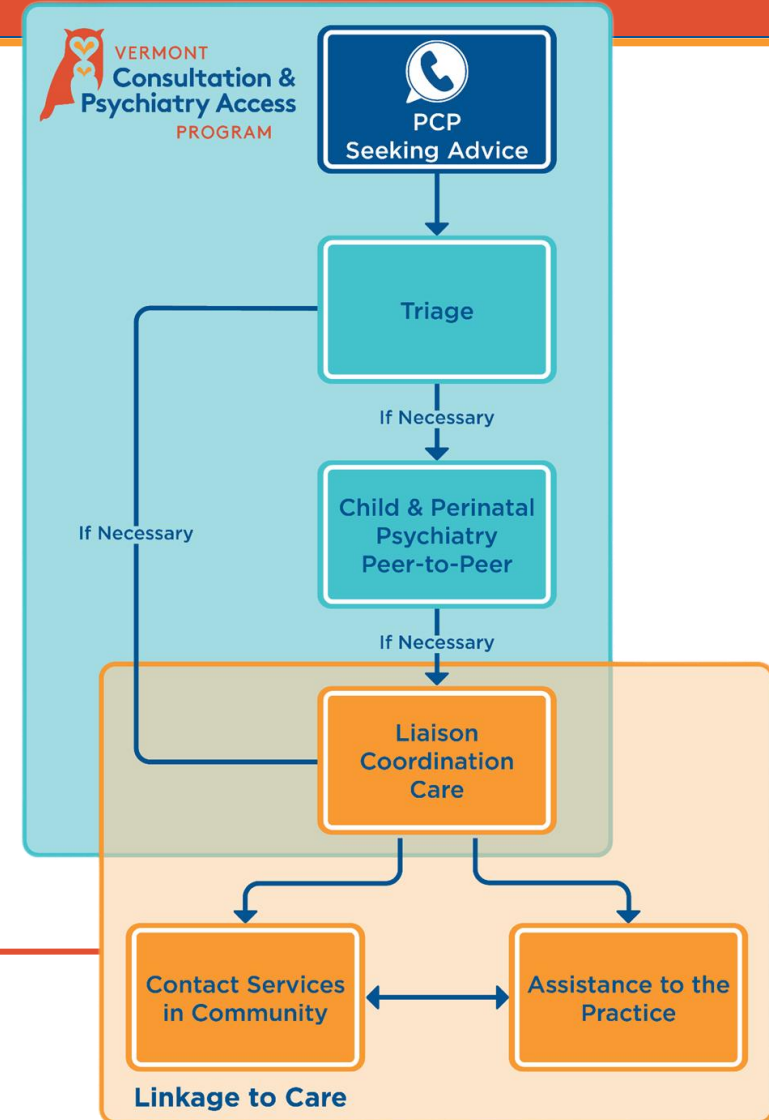 VERMONT
Consultation &
Psychiatry Access
PROGRAM
PCP
Seeking Advice
Triage
If Necessary
Child & Perinatal
Psychiatry
Peer-to-Peer
If Necessary
If Necessary
Liaison
Coordination
Care
Contact Services
in Community
Assistance to the
Practice
Linkage to Care